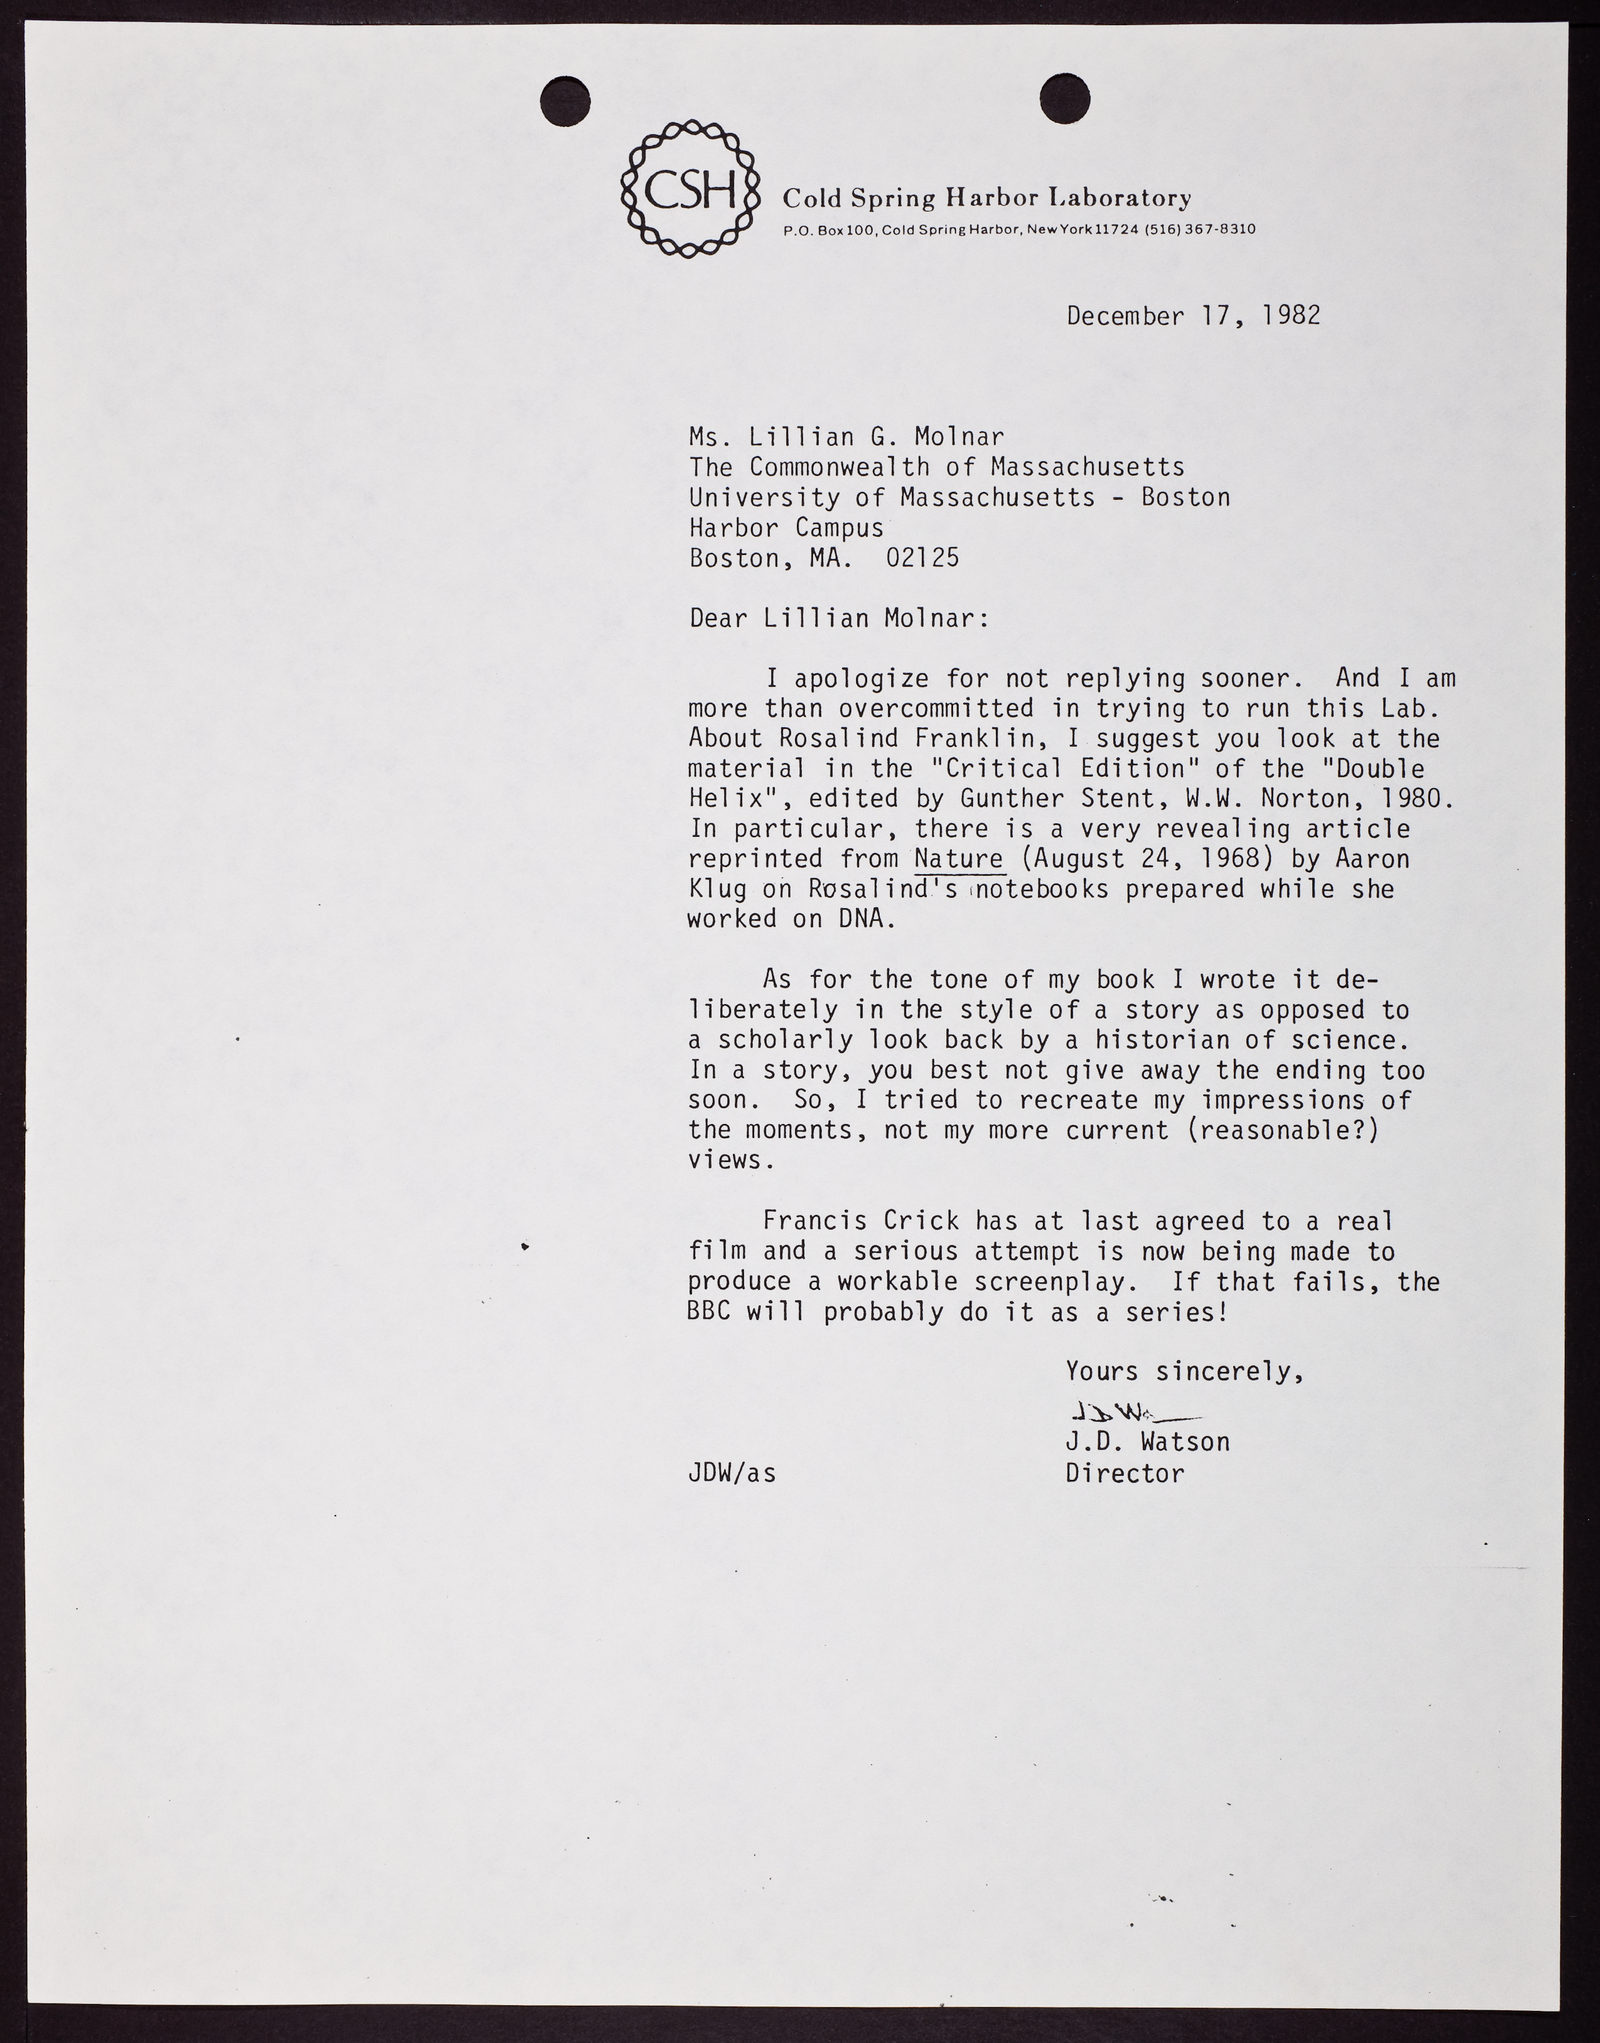 CSH
Cold Spring Harbor Laboratory
P.O. Box 100, Cold Spring Harbor, New York 11724 (516) 367-8310
December 17, 1982
Ms. Lillian G. Molnar
The Commonwealth of Massachusetts
University of Massachusetts - Boston
Harbor Campus
Boston, MA.  02125
Dear Lillian Molnar:
I apologize for not replying sooner.  And I am
more than overcommitted in trying to run this Lab.
About Rosalind Franklin, I suggest you look at the
material in the "Critical Edition" of the "Double
Helix", edited by Gunther Stent, W.W. Norton, 1980.
In particular, there is a very revealing article
reprinted from Nature (August 24, 1968) by Aaron
Klug on Rosalind's notebooks prepared while she
worked on DNA.
As for the tone of my book I wrote it de-
liberately in the style of a story as opposed to
a scholarly look back by a historian of science.
In a story, you best not give away the ending too
soon.  So, I tried to recreate my impressions of
the moments, not my more current (reasonable?)
views.
Francis Crick has at last agreed to a real
film and a serious attempt is now being made to
produce a workable screenplay.  If that fails, the
BBC will probably do it as a series!
Yours sincerely,
J.D. Watson
JDW/as Director